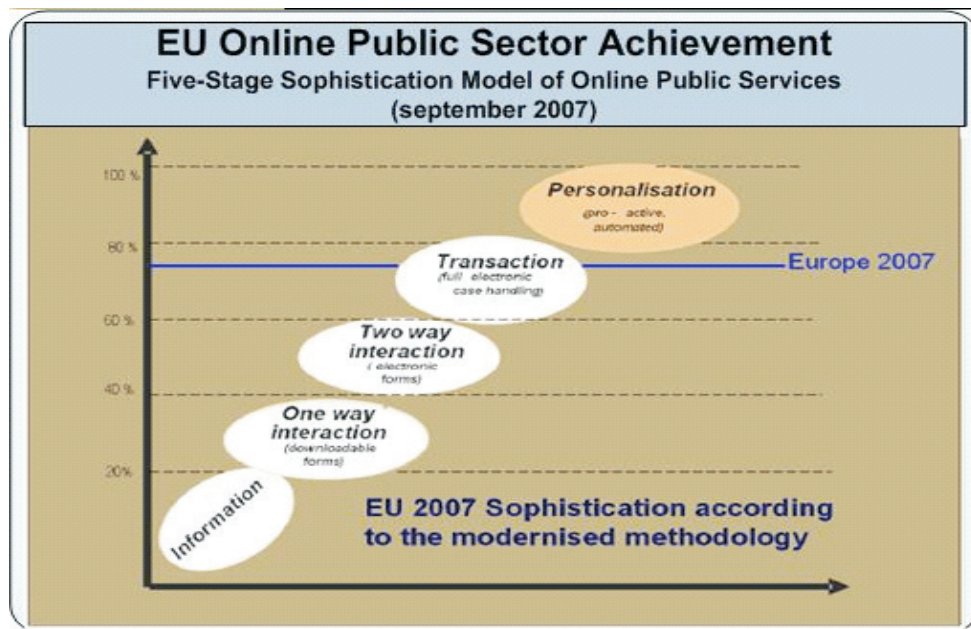 EU Online Public Sector Achievement
Five-Stage Sophistication Model of Online Public Services
(september 2007)
100 %
Personalisation
(pro - active,
automated)
80 %
Europe 2007
Transaction
(full electronic
case handling)
60 %
Two way
interaction
( electronic
forms)
40 %
One way
interaction
(downloadable
forms)
20%
Information
EU 2007 Sophistication according
to the modernised methodology